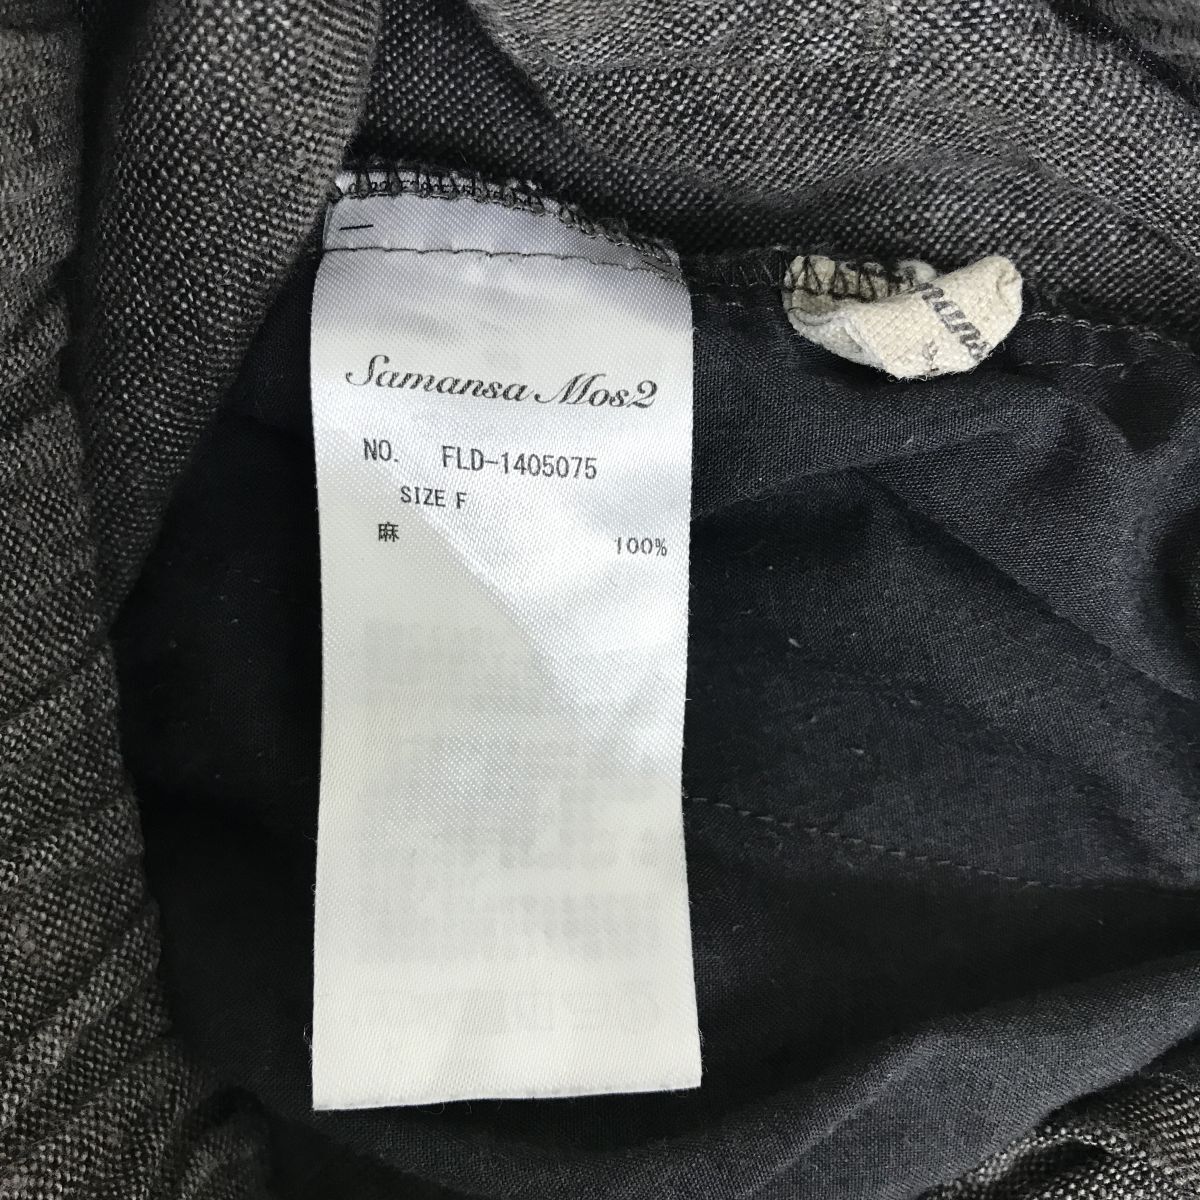 Samansa Mos2
NO. FLD-1405075
SIZE F
麻 100%